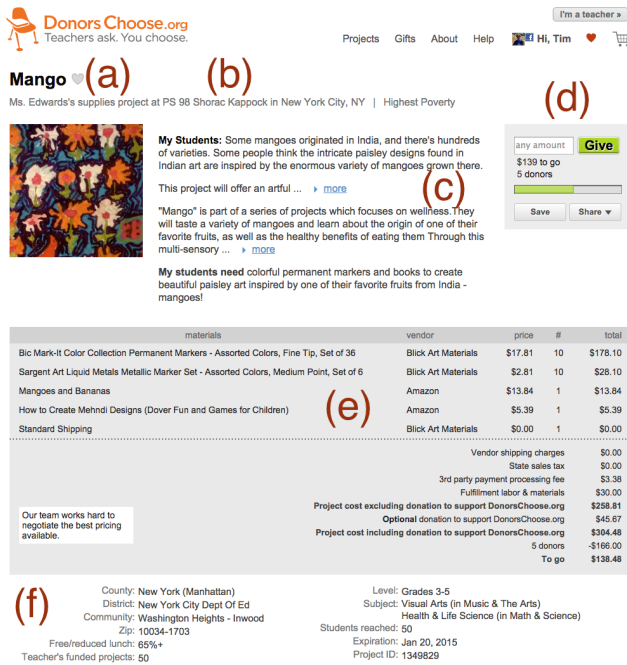 I'm a teacher »
DonorsChoose.org
Teachers ask. You choose.
Projects Gifts About Help Hi, Tim
Mango (a) (b)
Ms. Edwards's supplies project at PS 98 Shorac Kappock in New York City, NY | Highest Poverty
(d)
My Students: Some mangoes originated in India, and there's hundreds
of varieties. Some people think the intricate paisley designs found in
Indian art are inspired by the enormous variety of mangoes grown there.
This project will offer an artful ... more
(c)
"Mango" is part of a series of projects which focuses on wellness.They
will taste a variety of mangoes and learn about the origin of one of their
favorite fruits, as well as the healthy benefits of eating them Through this
multi-sensory ... more
My students need colorful permanent markers and books to create
beautiful paisley art inspired by one of their favorite fruits from India -
mangoes!
any amount Give
$139 to go
5 donors
Save Share ▼
materials vendor price # total
Bic Mark-It Color Collection Permanent Markers - Assorted Colors, Fine Tip, Set of 36 Blick Art Materials $17.81 10 $178.10
Sargent Art Liquid Metals Metallic Marker Set - Assorted Colors, Medium Point, Set of 6 Blick Art Materials $2.81 10 $28.10
Mangoes and Bananas Amazon $13.84 1 $13.84
How to Create Mehndi Designs (Dover Fun and Games for Children) Amazon $5.39 1 $5.39
(e)
Standard Shipping Blick Art Materials $0.00 1 $0.00
Vendor shipping charges $0.00
State sales tax $0.00
3rd party payment processing fee $3.38
Fulfillment labor & materials $30.00
Project cost excluding donation to support DonorsChoose.org $258.81
Optional donation to support DonorsChoose.org $45.67
Project cost including donation to support DonorsChoose.org $304.48
5 donors -$166.00
To go $138.48
Our team works hard to
negotiate the best pricing
available.
(f)
County: New York (Manhattan)
District: New York City Dept Of Ed
Community: Washington Heights - Inwood
Zip: 10034-1703
Free/reduced lunch: 65%+
Teacher's funded projects: 50
Level: Grades 3-5
Subject: Visual Arts (in Music & The Arts)
Health & Life Science (in Math & Science)
Students reached: 50
Expiration: Jan 20, 2015
Project ID: 1349829